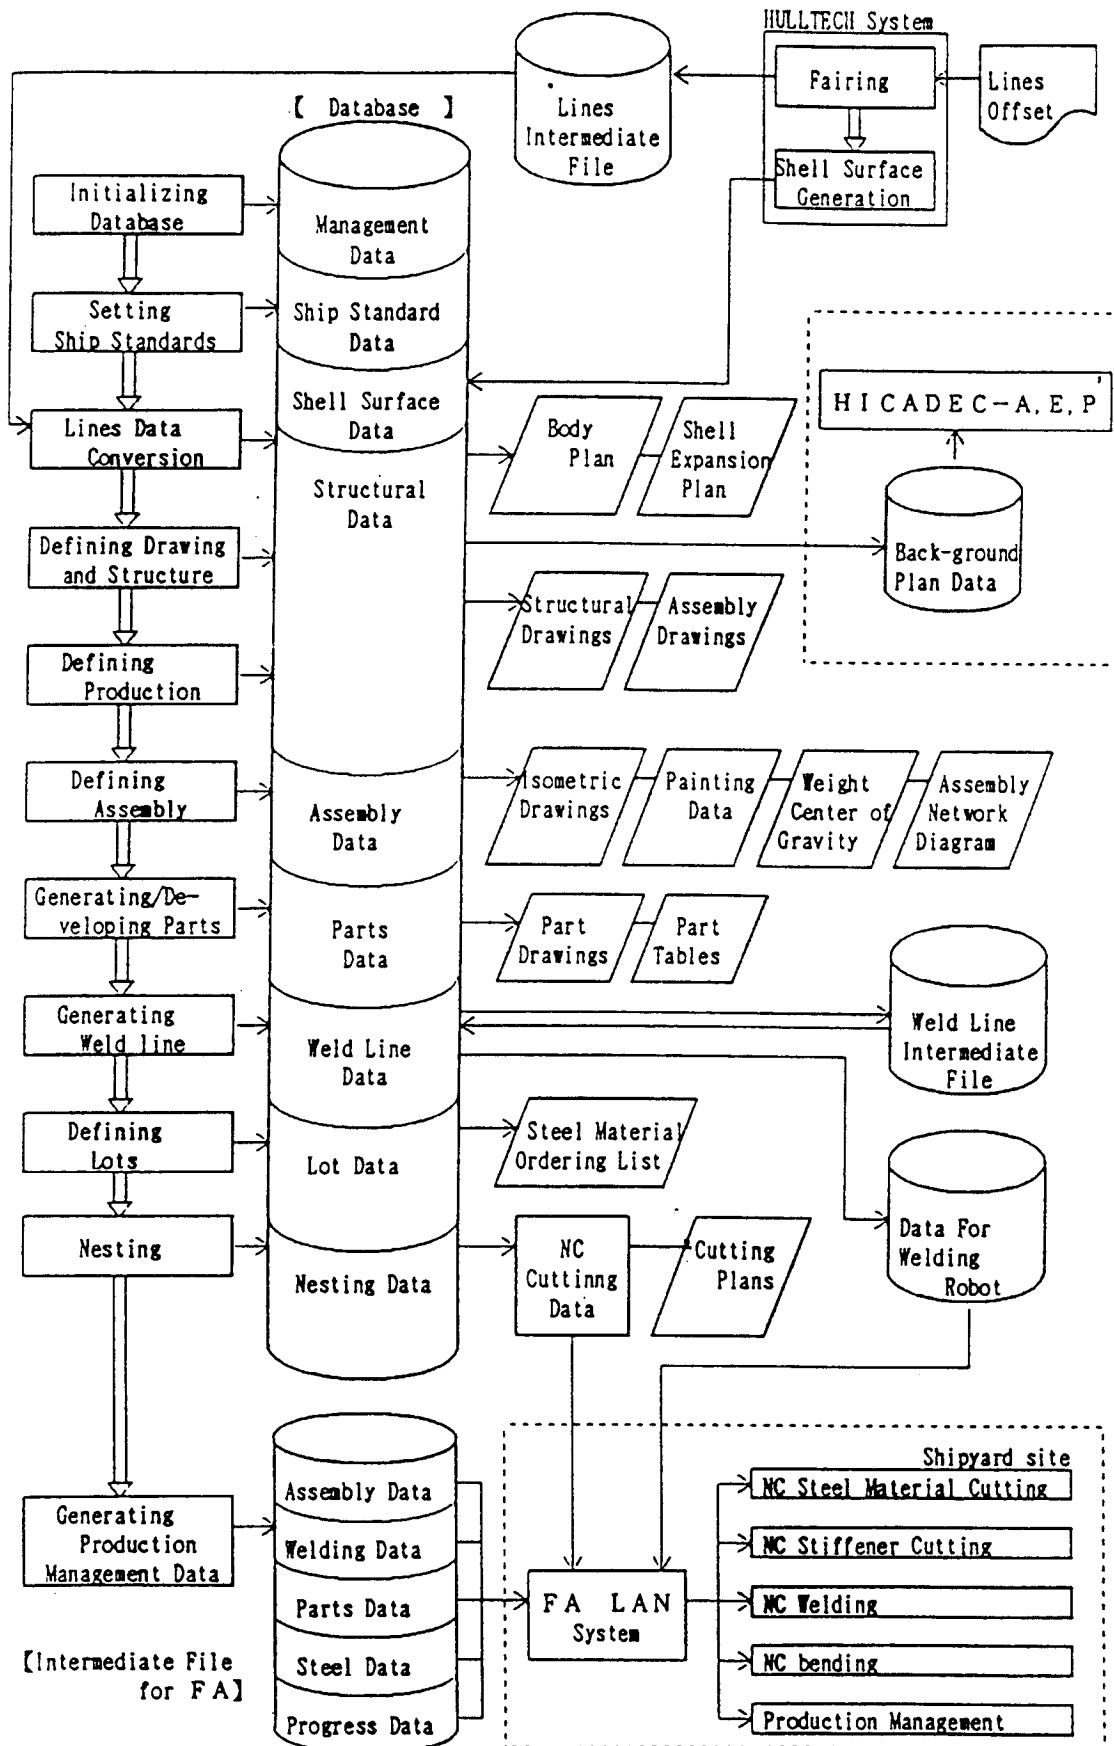 HULLTECH System
Fairing
Lines
Offset
Lines
Intermediate
File
【 Database 】
Shell Surface
Generation
Initializing
Database
Management
Data
Setting
Ship Standards
Ship Standard
Data
Shell Surface
Data
HICADEC-A, E, P
Lines Data
Conversion
Body
Plan
Shell
Expansion
Plan
Structural
Data
Defining Drawing
and Structure
Back-ground
Plan Data
Structural
Drawings
Assembly
Drawings
Defining
Production
Defining
Assembly
Assembly
Data
Isometric
Drawings
Painting
Data
Weight
Center of
Gravity
Assembly
Network
Diagram
Generating/De-
veloping Parts
Parts
Data
Part
Drawings
Part
Tables
Generating
Weld line
Weld Line
Data
Weld Line
Intermediate
File
Defining
Lots
Lot Data
Steel Material
Ordering List
Nesting
Nesting Data
NC
Cuttinng
Data
Cutting
Plans
Data For
Welding
Robot
Shipyard site
Generating
Production
Management Data
Assembly Data
Welding Data
Parts Data
Steel Data
Progress Data
FA LAN
System
NC Steel Material Cutting
NC Stiffener Cutting
NC Welding
NC bending
Production Management
【Intermediate File
for FA】